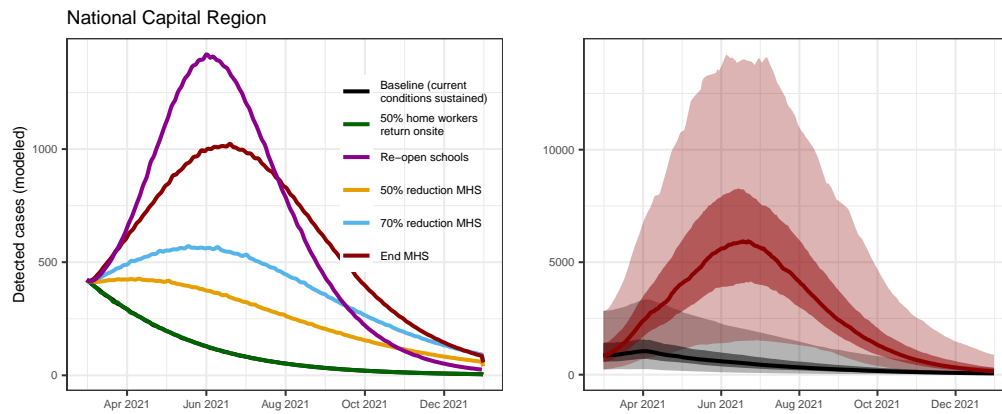 National Capital Region
Detected cases (modeled)
1000
500
0
Baseline (current
conditions sustained)
50% home workers
return onsite
Re−open schools
50% reduction MHS
70% reduction MHS
End MHS
Apr 2021 Jun 2021 Aug 2021 Oct 2021 Dec 2021
10000
5000
0
Apr 2021 Jun 2021 Aug 2021 Oct 2021 Dec 2021